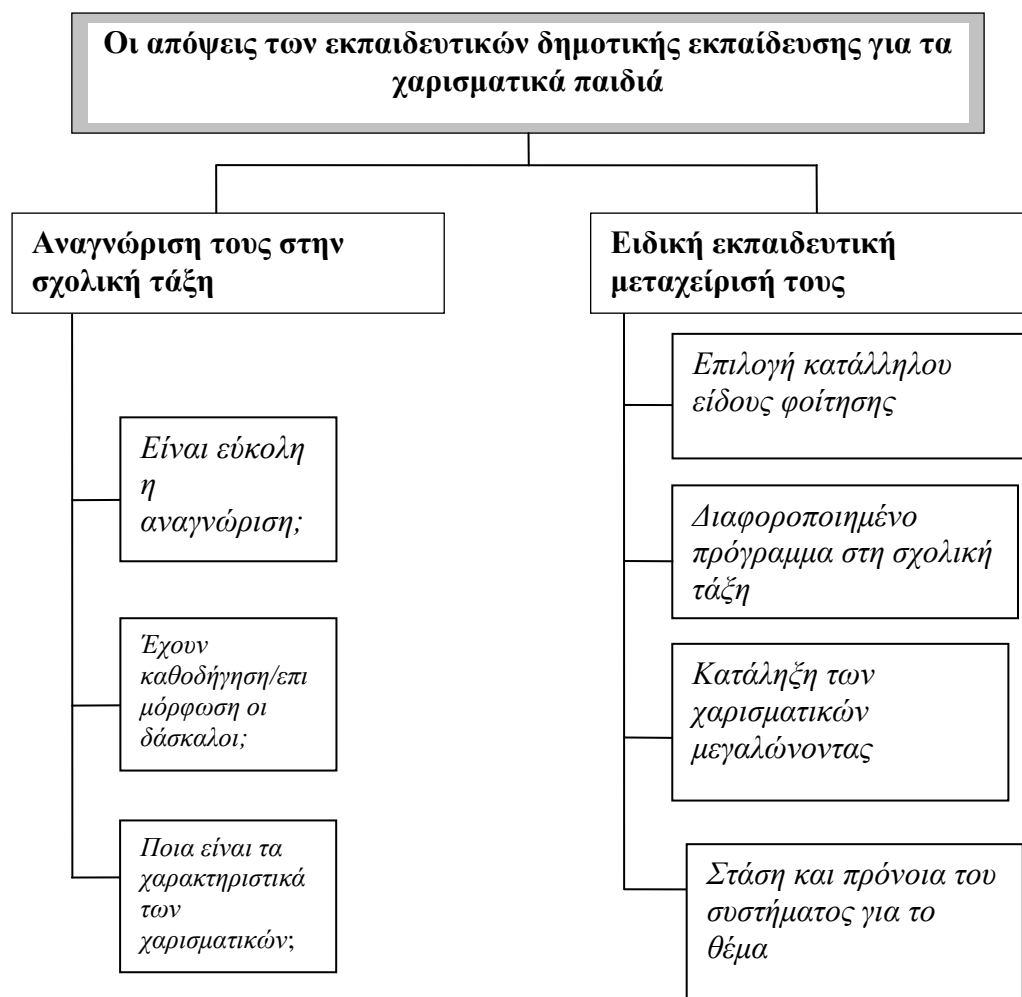 Οι απόψεις των εκπαιδευτικών δημοτικής εκπαίδευσης για τα
χαρισματικά παιδιά
Αναγνώριση τους στην
σχολική τάξη
Είναι εύκολη
η
αναγνώριση;
Έχουν
καθοδήγηση/επι
μόρφωση οι
δάσκαλοι;
Ποια είναι τα
χαρακτηριστικά
των
χαρισματικών;
Ειδική εκπαιδευτική
μεταχείρισή τους
Επιλογή κατάλληλου
είδους φοίτησης
Διαφοροποιημένο
πρόγραμμα στη σχολική
τάξη
Κατάληξη των
χαρισματικών
μεγαλώνοντας
Στάση και πρόνοια του
συστήματος για το
θέμα